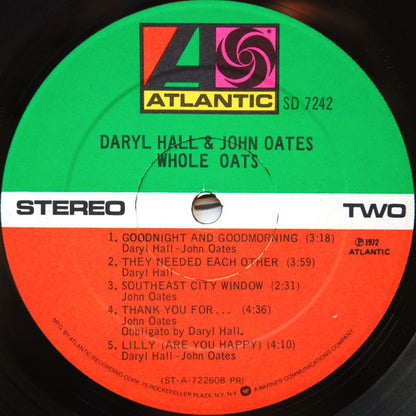 ATLANTIC
SD 7242
DARYL HALL & JOHN OATES
WHOLE OATS
STEREO
TWO
1. GOODNIGHT AND GOODMORNING (3:18)
Daryl Hall - John Oates
2. THEY NEEDED EACH OTHER (3:59)
Daryl Hall
3. SOUTHEAST CITY WINDOW (2:31)
John Oates
4. THANK YOU FOR... (4:36)
John Oates
Obbligato by Daryl Hall.
5. LILLY (ARE YOU HAPPY) (4:10)
Daryl Hall - John Oates
℗ 1972
ATLANTIC
(ST-A-722608 PR)
MFG. BY ATLANTIC RECORDING CORP. 75 ROCKEFELLER PLAZA, N.Y. N.Y. A WARNER COMMUNICATIONS COMPANY